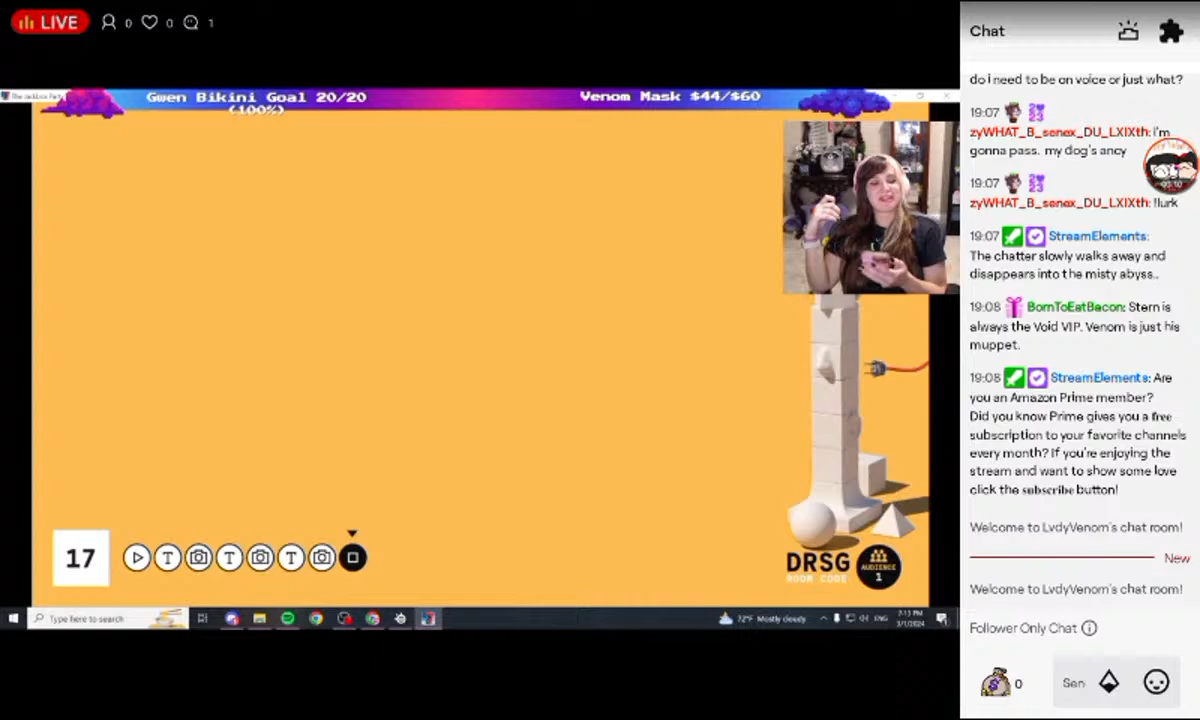 LIVE
0
0
1
Gwen Bikini Goal 20/20
(100%)
Venom Mask $44/$60
17
T
T
T
DRSG
ROOM CODE
AUDIENCE
1
Type here to search
72°F Mostly cloudy
ENG
7:13 PM
3/1/2024
Chat
do i need to be on voice or just what?
19:07
zyWHAT_B_senex_DU_LXIXth: i'm
gonna pass. my dog's ancy
19:07
zyWHAT_B_senex_DU_LXIXth: !lurk
19:07 StreamElements:
The chatter slowly walks away and
disappears into the misty abyss..
19:08 BornToEatBacon: Stern is
always the Void VIP. Venom is just his
muppet.
19:08 StreamElements: Are
you an Amazon Prime member?
Did you know Prime gives you a free
subscription to your favorite channels
every month? If you're enjoying the
stream and want to show some love
click the subscribe button!
Welcome to LvdyVenom's chat room!
New
Welcome to LvdyVenom's chat room!
Follower Only Chat
0
Sen